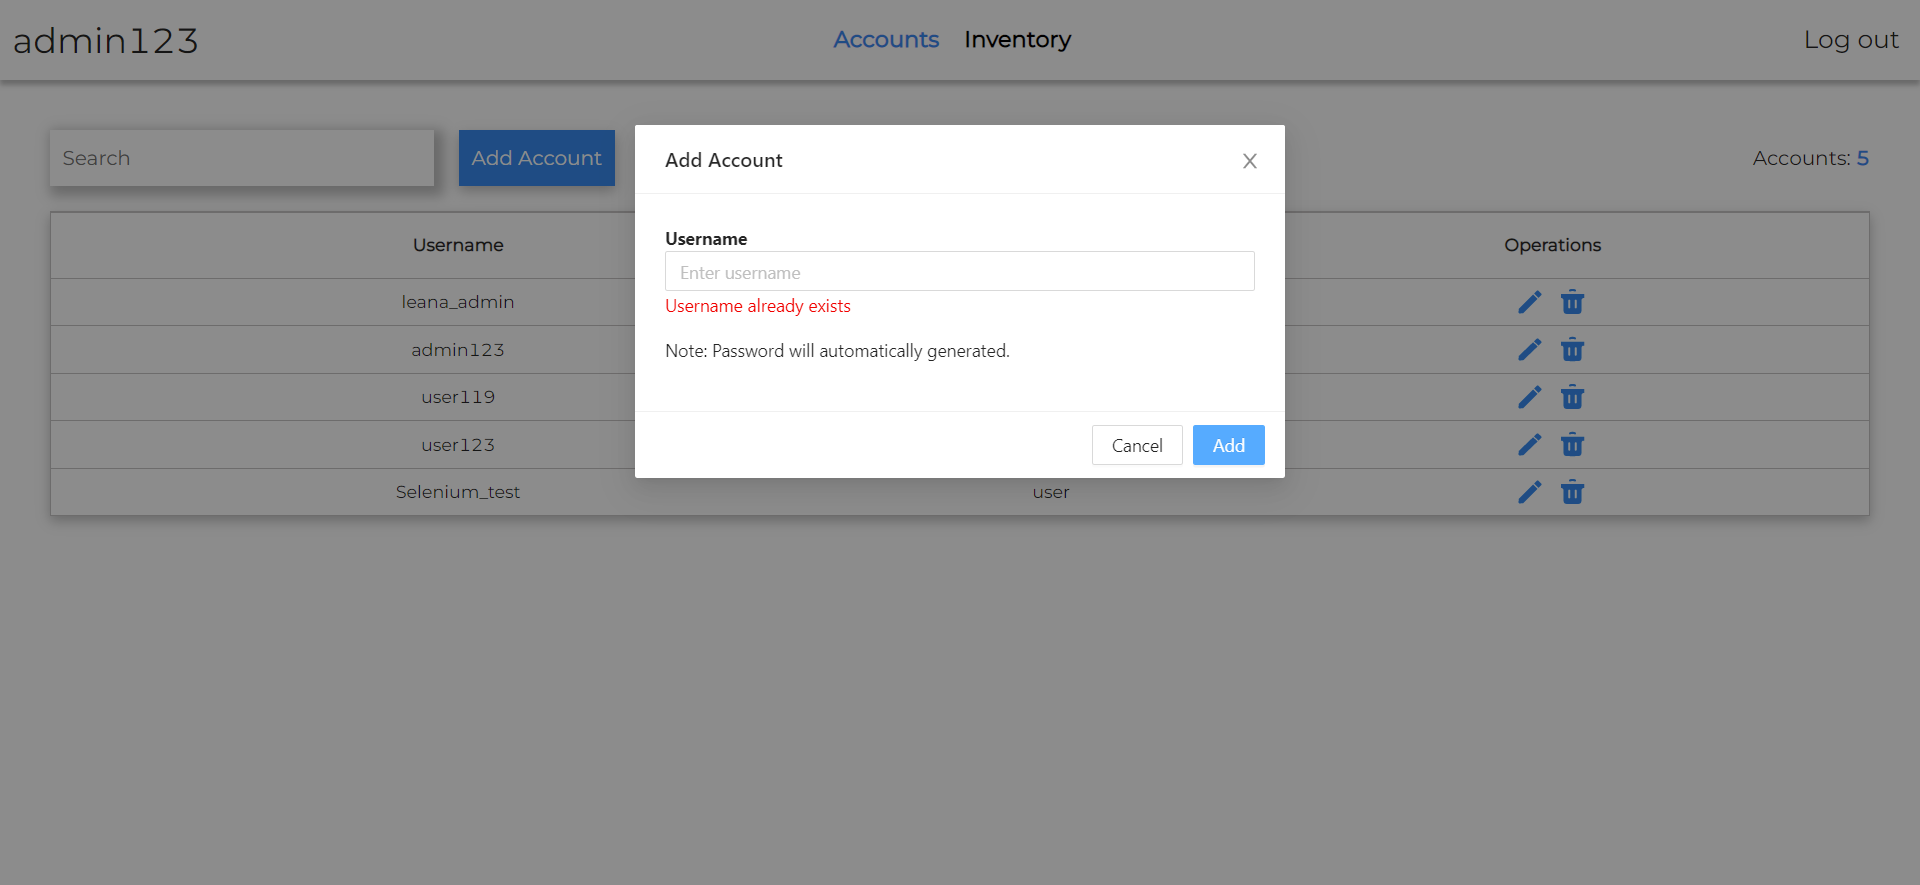 admin123
Accounts Inventory
Log out
Search
Add Account
Accounts: 5
Username
Operations
leana_admin
admin123
user119
user123
Selenium_test
user
Add Account
Username
Enter username
Username already exists
Note: Password will automatically generated.
Cancel
Add